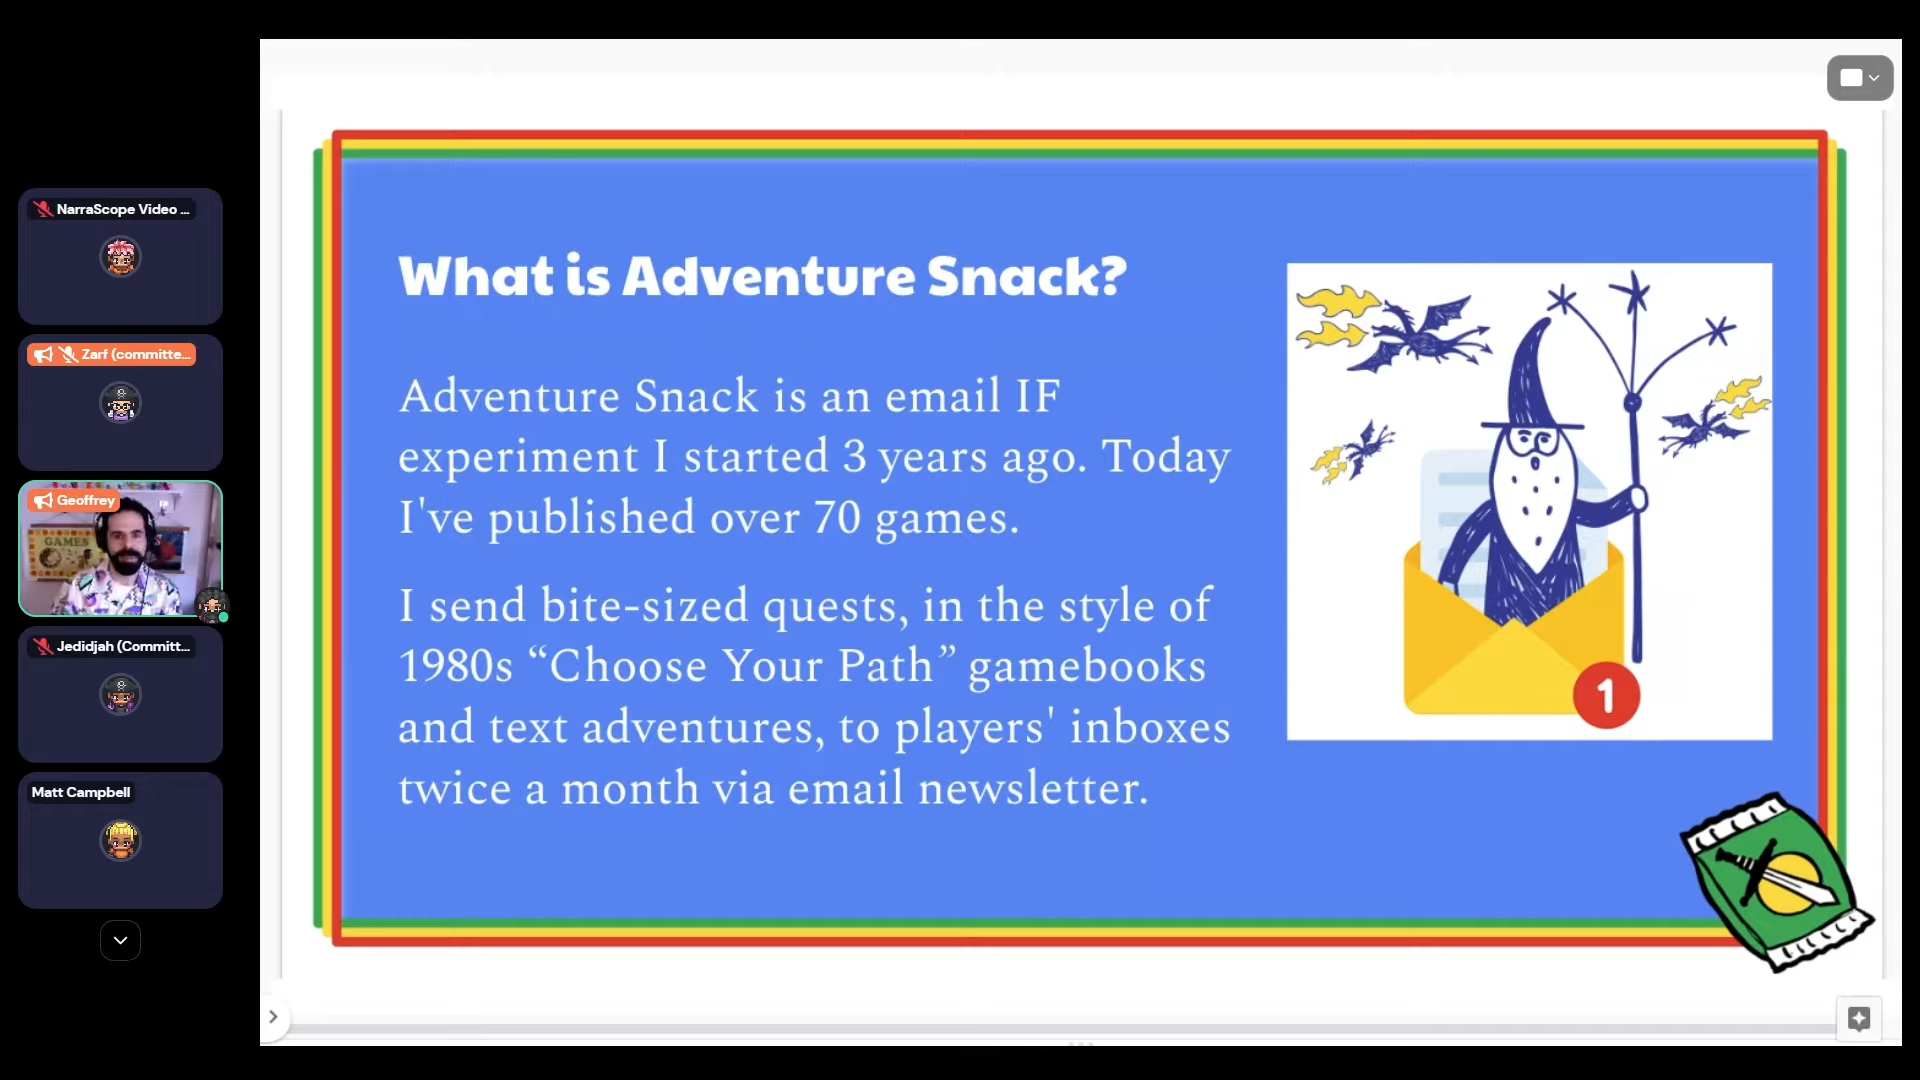 NarraScope Video ...
Zarf (committe...
Geoffrey
GAMES
Jedidjah (Committ...
Matt Campbell
What is Adventure Snack?
Adventure Snack is an email IF
experiment I started 3 years ago. Today
I've published over 70 games.
I send bite-sized quests, in the style of
1980s “Choose Your Path” gamebooks
and text adventures, to players' inboxes
twice a month via email newsletter.
1